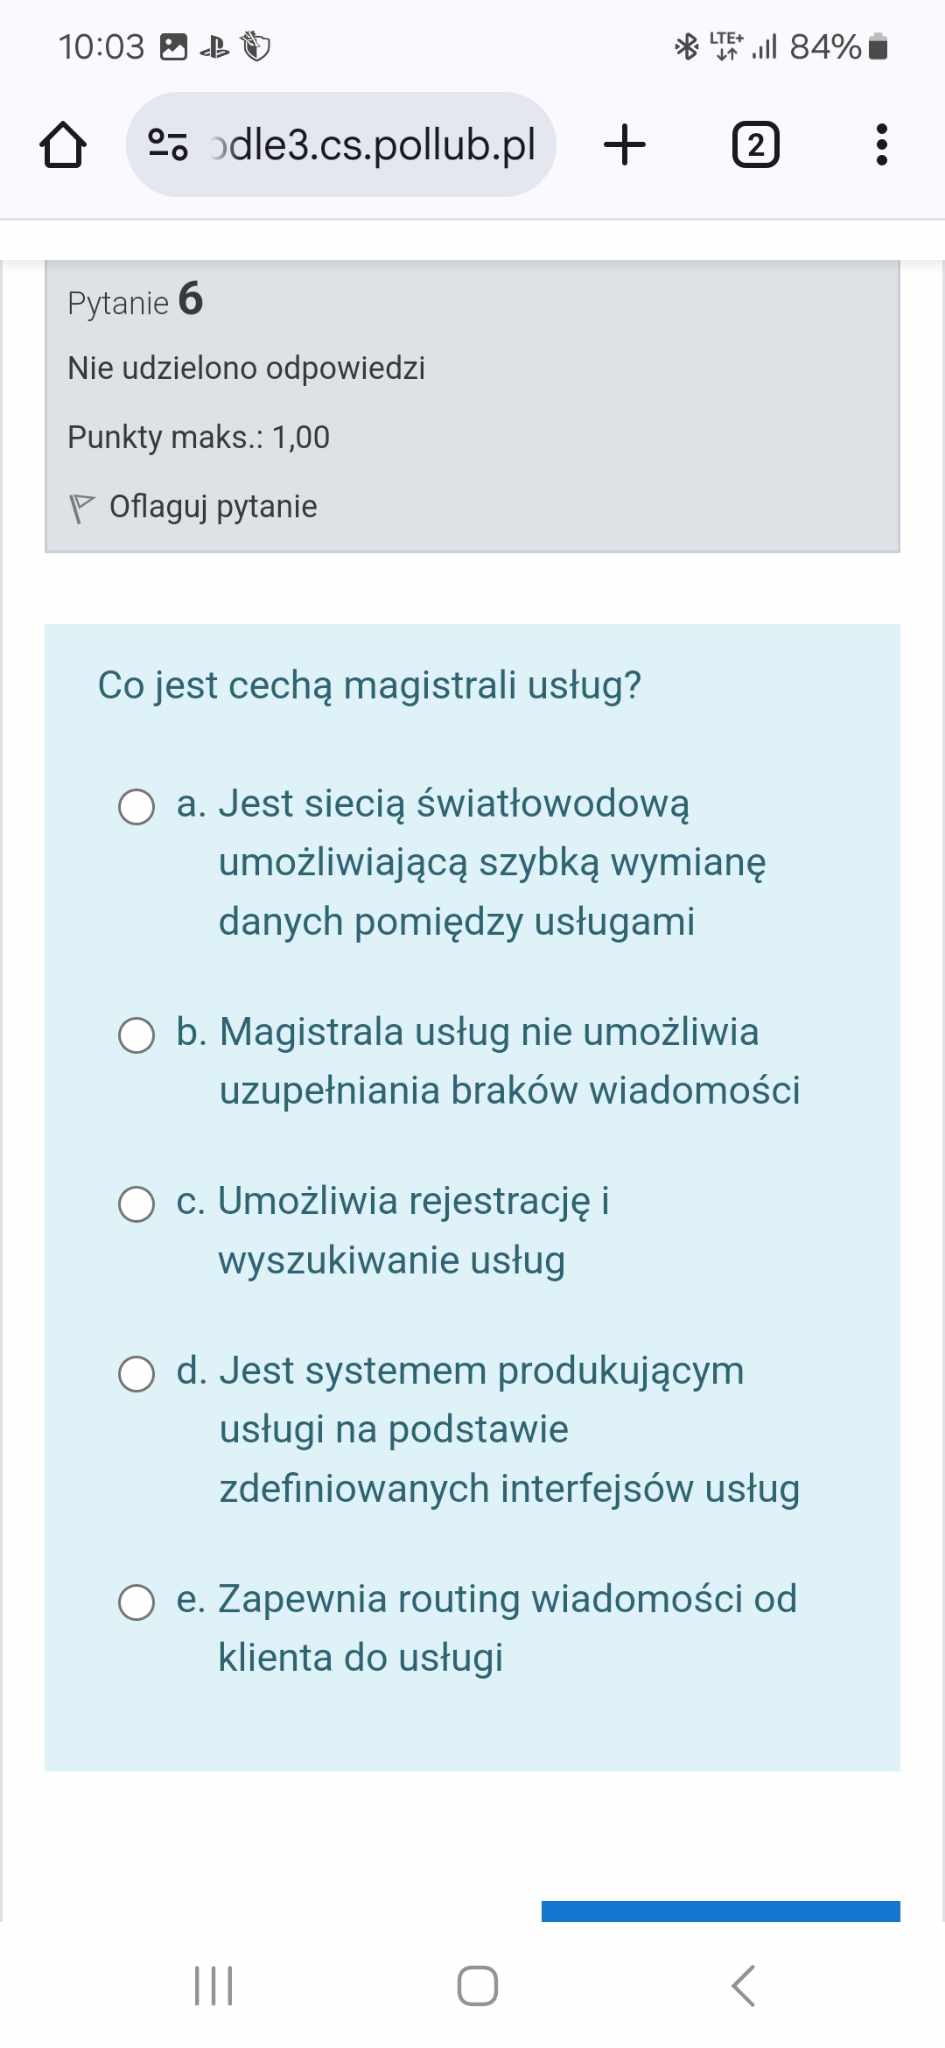 10:03 LTE+ 84%
odle3.cs.pollub.pl 2
Pytanie 6
Nie udzielono odpowiedzi
Punkty maks.: 1,00
Oflaguj pytanie
Co jest cechą magistrali usług?
a. Jest siecią światłowodową
umożliwiającą szybką wymianę
danych pomiędzy usługami
b. Magistrala usług nie umożliwia
uzupełniania braków wiadomości
c. Umożliwia rejestrację i
wyszukiwanie usług
d. Jest systemem produkującym
usługi na podstawie
zdefiniowanych interfejsów usług
e. Zapewnia routing wiadomości od
klienta do usługi